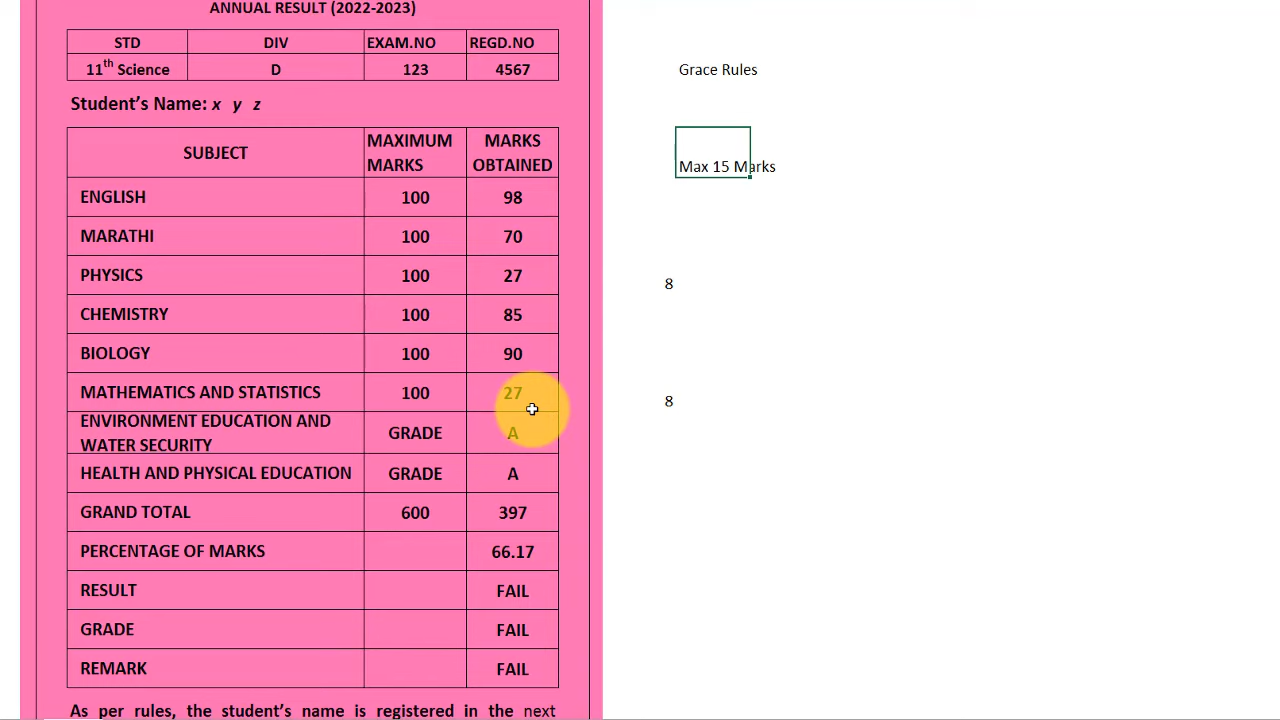 ANNUAL RESULT (2022-2023)
STD DIV EXAM.NO REGD.NO
11th Science D 123 4567
Grace Rules
Student's Name: x y z
SUBJECT MAXIMUM MARKS MARKS OBTAINED
Max 15 Marks
ENGLISH 100 98
MARATHI 100 70
PHYSICS 100 27 8
CHEMISTRY 100 85
BIOLOGY 100 90
MATHEMATICS AND STATISTICS 100 27 8
ENVIRONMENT EDUCATION AND
WATER SECURITY GRADE A
HEALTH AND PHYSICAL EDUCATION GRADE A
GRAND TOTAL 600 397
PERCENTAGE OF MARKS 66.17
RESULT FAIL
GRADE FAIL
REMARK FAIL
As per rules, the student's name is registered in the next